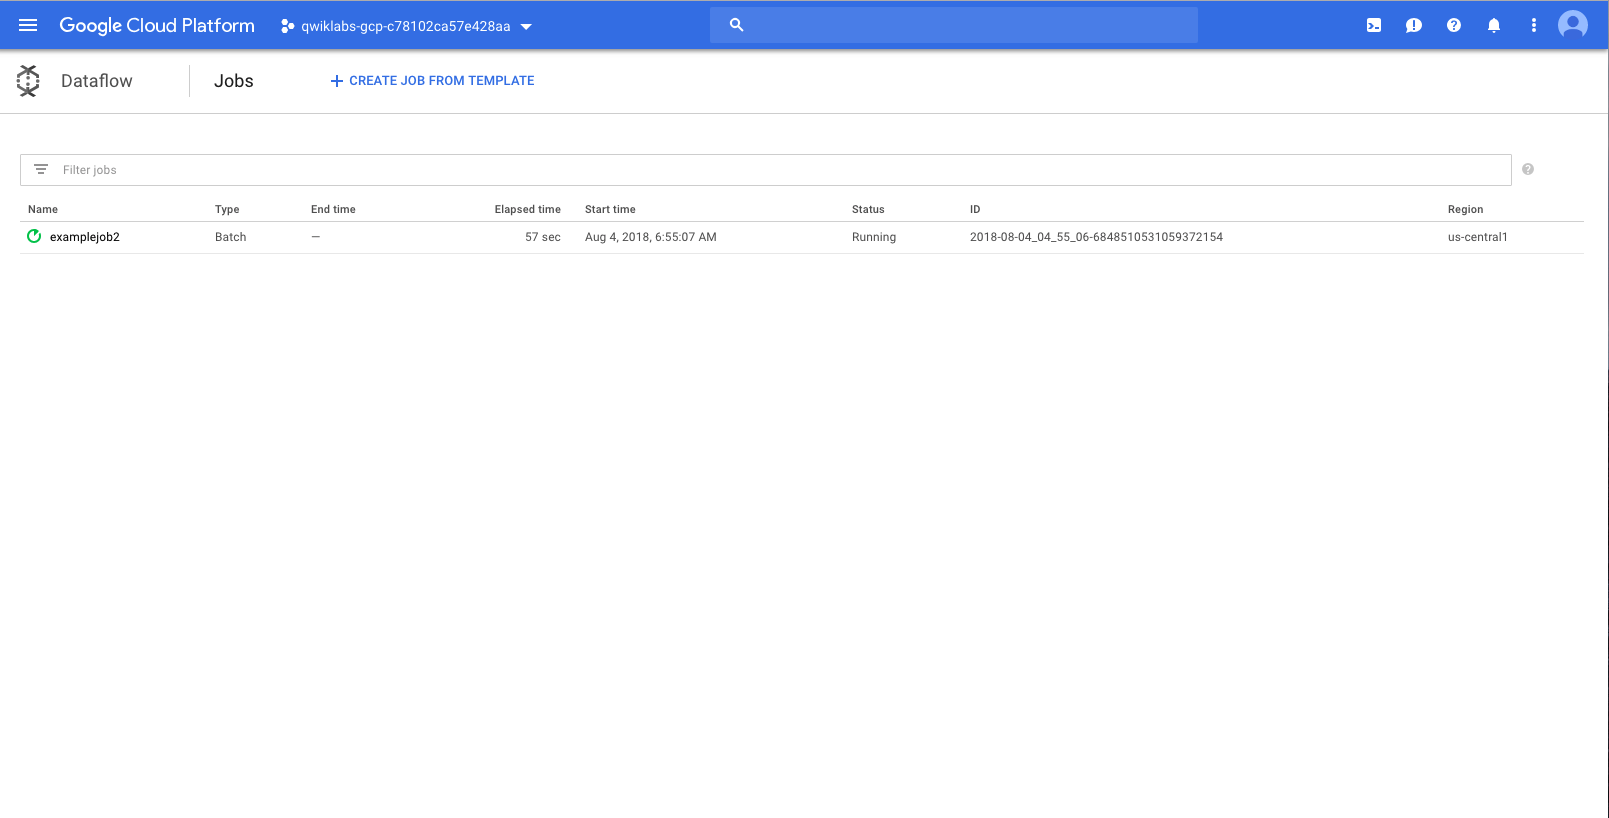 Google Cloud Platform qwiklabs-gcp-c78102ca57e428aa
Dataflow Jobs CREATE JOB FROM TEMPLATE
Filter jobs
Name Type End time Elapsed time Start time Status ID Region
examplejob2 Batch — 57 sec Aug 4, 2018, 6:55:07 AM Running 2018-08-04_04_55_06-6848510531059372154 us-central1